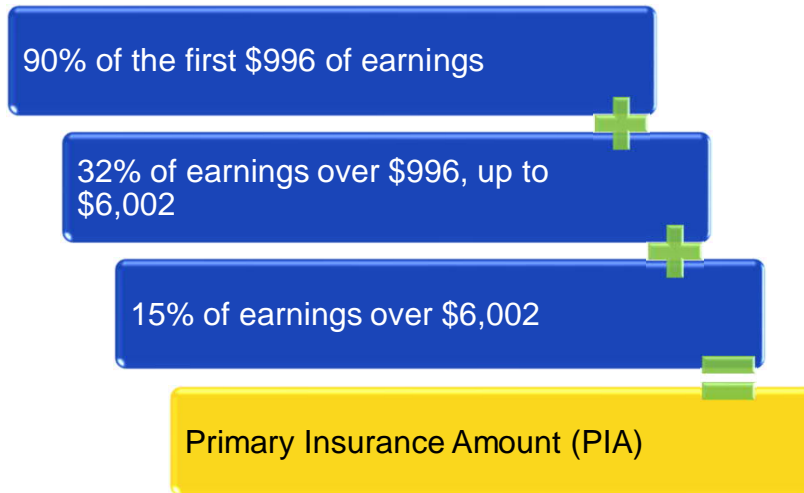 90% of the first $996 of earnings
32% of earnings over $996, up to
$6,002
15% of earnings over $6,002
Primary Insurance Amount (PIA)